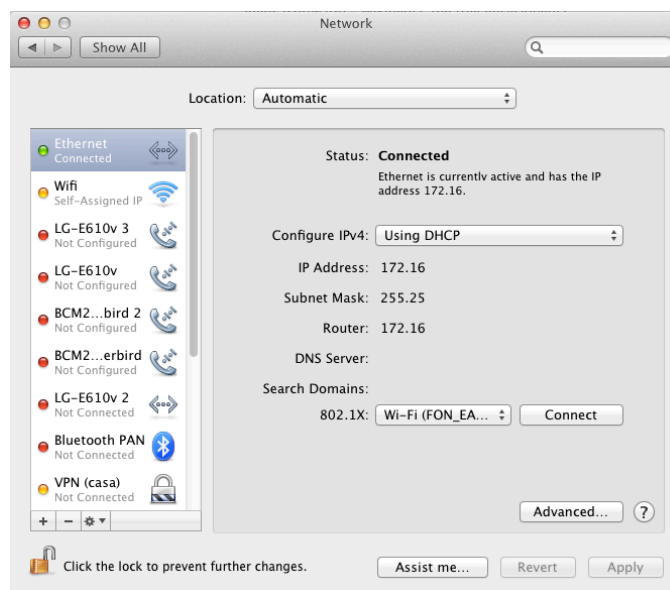 Network
Show All
Location: Automatic
Ethernet
Connected
Wifi
Self-Assigned IP
LG-E610v 3
Not Configured
LG-E610v
Not Configured
BCM2...bird 2
Not Configured
BCM2...erbird
Not Configured
LG-E610v 2
Not Connected
Bluetooth PAN
Not Connected
VPN (casa)
Not Connected
Status: Connected
Ethernet is currently active and has the IP
address 172.16.
Configure IPv4: Using DHCP
IP Address: 172.16
Subnet Mask: 255.25
Router: 172.16
DNS Server:
Search Domains:
802.1X: Wi-Fi (FON_EA... Connect
Advanced... ?
Click the lock to prevent further changes.
Assist me... Revert Apply